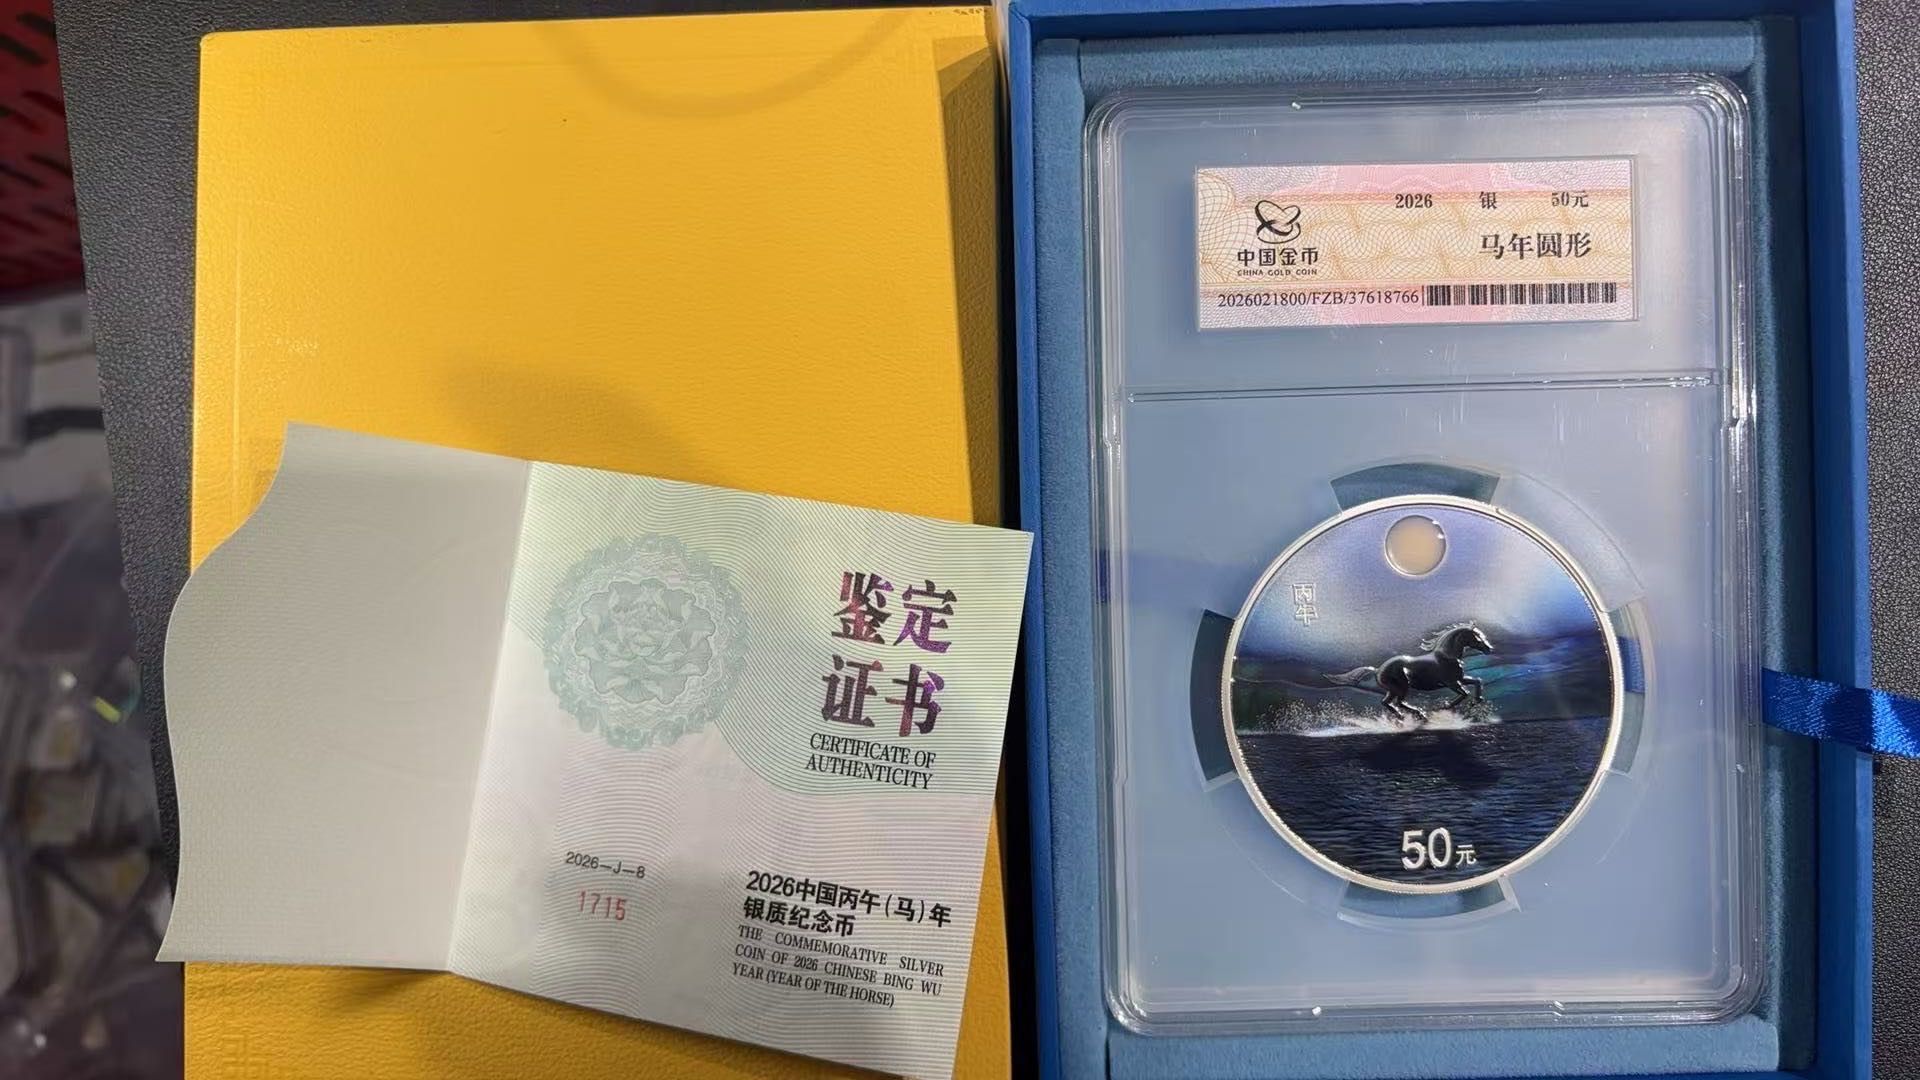 鉴定
证书
CERTIFICATE OF
AUTHENTICITY
2026—J—8
1715
2026中国丙午(马)年
银质纪念币
THE COMMEMORATIVE SILVER
COIN OF 2026 CHINESE BING WU
YEAR (YEAR OF THE HORSE)
中国金币
CHINA GOLD COIN
2026 银 50元
马年圆形
2026021800/FZB/37618766
丙午
50元